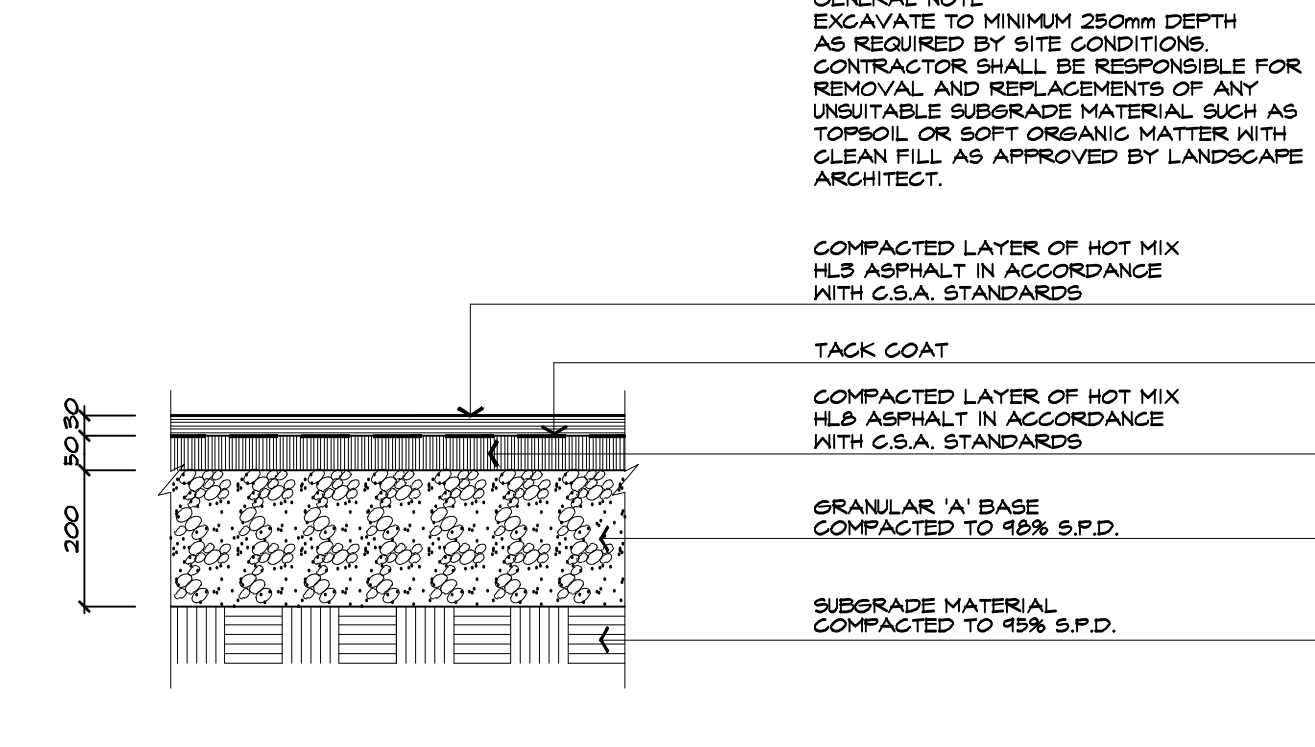 GENERAL NOTE
EXCAVATE TO MINIMUM 250mm DEPTH
AS REQUIRED BY SITE CONDITIONS.
CONTRACTOR SHALL BE RESPONSIBLE FOR
REMOVAL AND REPLACEMENTS OF ANY
UNSUITABLE SUBGRADE MATERIAL SUCH AS
TOPSOIL OR SOFT ORGANIC MATTER WITH
CLEAN FILL AS APPROVED BY LANDSCAPE
ARCHITECT.
COMPACTED LAYER OF HOT MIX
HL3 ASPHALT IN ACCORDANCE
WITH C.S.A. STANDARDS
TACK COAT
COMPACTED LAYER OF HOT MIX
HL8 ASPHALT IN ACCORDANCE
WITH C.S.A. STANDARDS
GRANULAR 'A' BASE
COMPACTED TO 98% S.P.D.
SUBGRADE MATERIAL
COMPACTED TO 95% S.P.D.
30
50
200